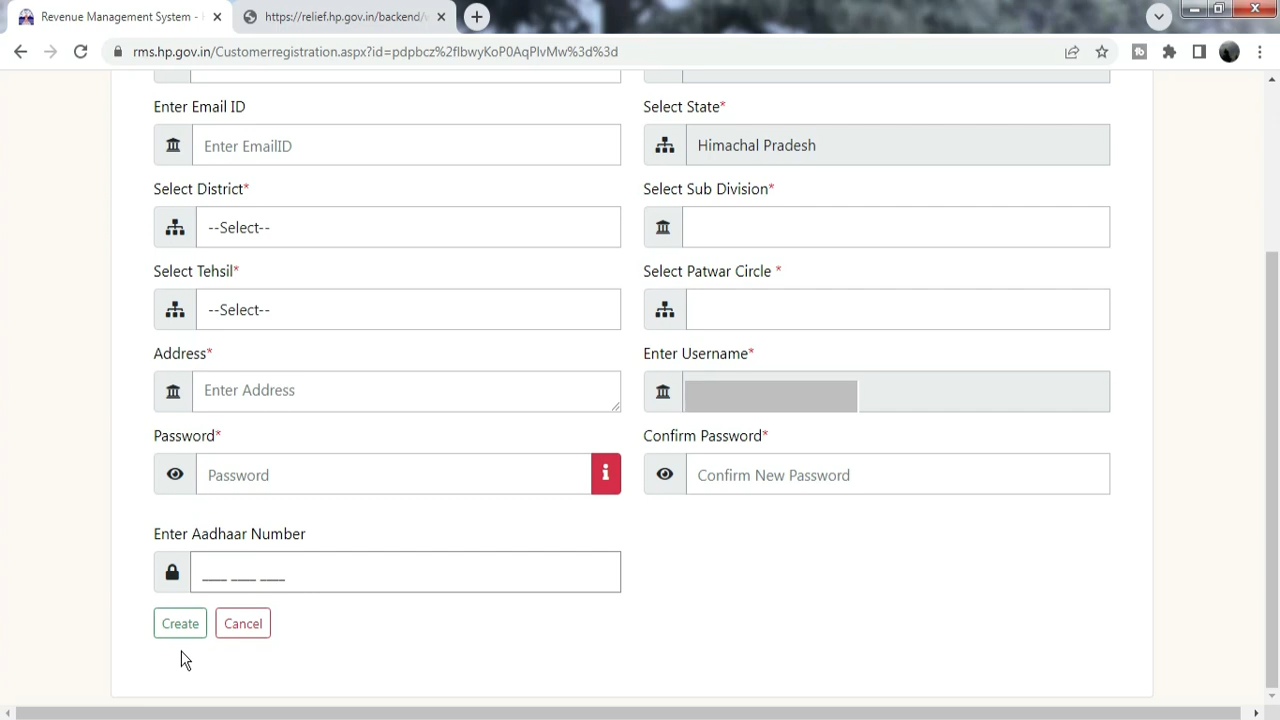 Revenue Management System -
https://relief.hp.gov.in/backend/
rms.hp.gov.in/Customerregistration.aspx?id=pdpbcz%2flbwyKoP0AqPlvMw%3d%3d
Enter Email ID
Select State*
Enter EmailID
Himachal Pradesh
Select District*
Select Sub Division*
--Select--
Select Tehsil*
Select Patwar Circle *
--Select--
Address*
Enter Username*
Enter Address
Password*
Confirm Password*
Password
Confirm New Password
Enter Aadhaar Number
____ ____ ____
Create
Cancel